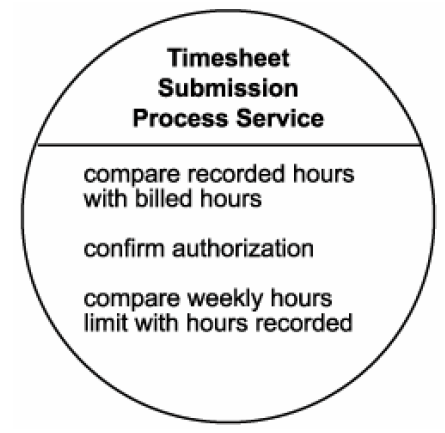 Timesheet
Submission
Process Service
compare recorded hours
with billed hours
confirm authorization
compare weekly hours
limit with hours recorded